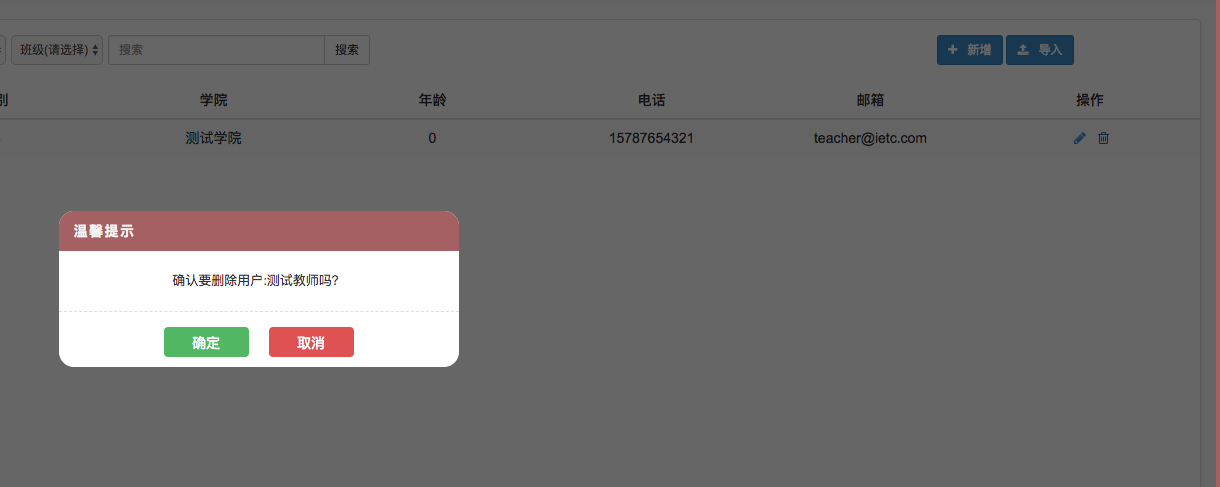 班级(请选择) 搜索 搜索 新增 导入
别 学院 年龄 电话 邮箱 操作
测试学院 0 15787654321 teacher@ietc.com
温馨提示
确认要删除用户:测试教师吗?
确定 取消